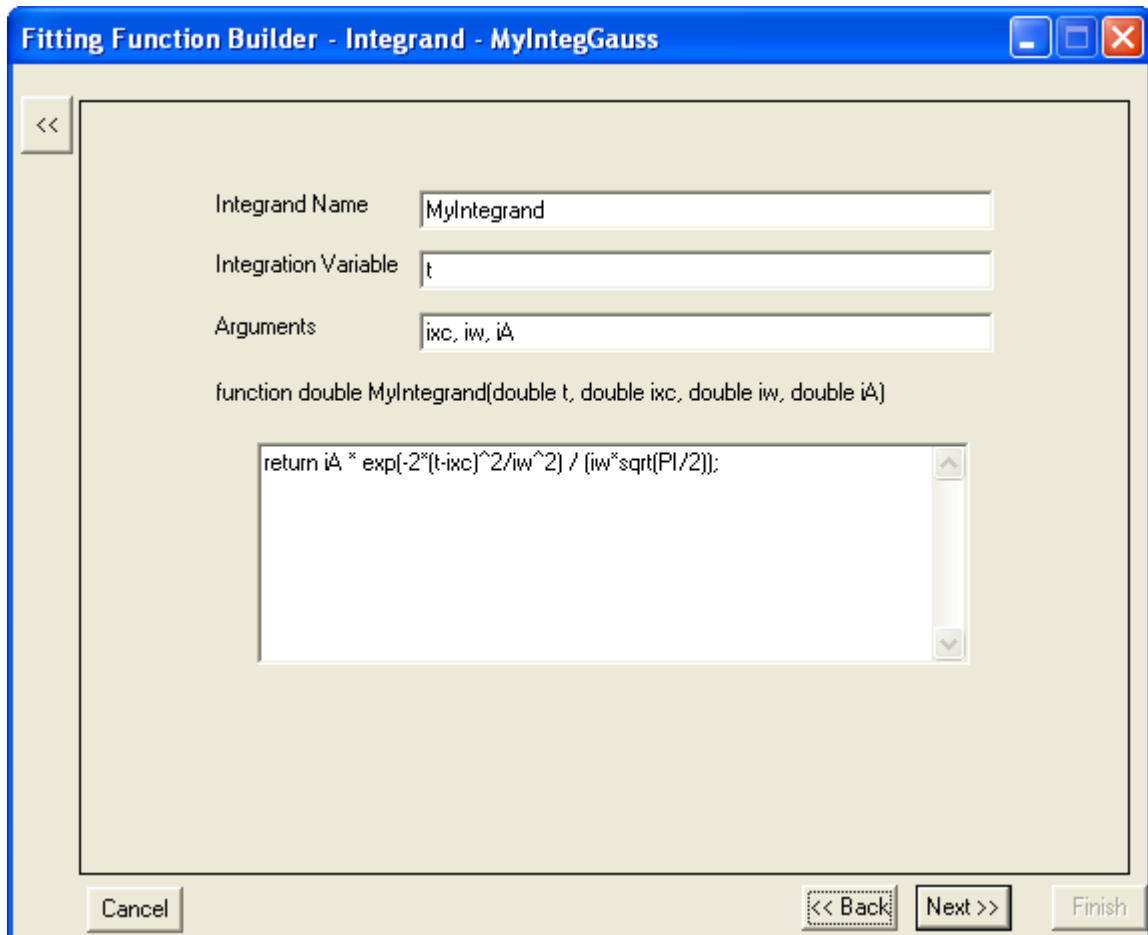 Fitting Function Builder - Integrand - MyIntegGauss
<<
Integrand Name MyIntegrand
Integration Variable t
Arguments ixc, iw, iA
function double MyIntegrand(double t, double ixc, double iw, double iA)
return iA * exp(-2*(t-ixc)^2/iw^2) / (iw*sqrt(PI/2));
Cancel << Back Next >> Finish